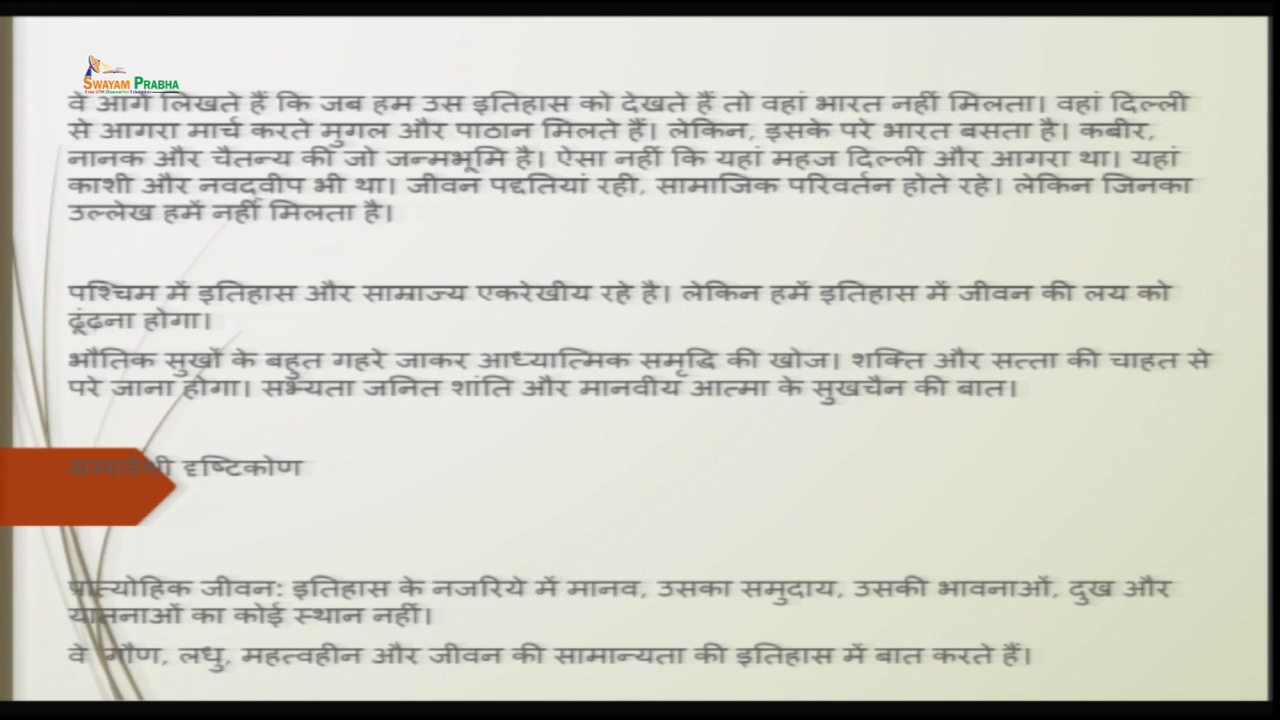 SWAYAM PRABHA
वे आगे लिखते हैं कि जब हम उस इतिहास को देखते हैं तो वहां भारत नहीं मिलता। वहां दिल्ली
से आगरा मार्च करते मुगल और पाठान मिलते हैं। लेकिन, इसके परे भारत बसता है। कबीर,
नानक और चैतन्य की जो जन्मभूमि है। ऐसा नहीं कि यहां महज दिल्ली और आगरा था। यहां
काशी और नवद्वीप भी था। जीवन पद्दतियां रही, सामाजिक परिवर्तन होते रहे। लेकिन जिनका
उल्लेख हमें नहीं मिलता है।
पश्चिम में इतिहास और साम्राज्य एकरेखीय रहे है। लेकिन हमें इतिहास में जीवन की लय को
ढूंढ़ना होगा।
भौतिक सुखों के बहुत गहरे जाकर आध्यात्मिक समृद्धि की खोज। शक्ति और सत्ता की चाहत से
परे जाना होगा। सभ्यता जनित शांति और मानवीय आत्मा के सुखचैन की बात।
समावेशी दृष्टिकोण
जीवन: इतिहास के नजरिये में मानव, उसका समुदाय, उसकी भावनाओं, दुख और
यातनाओं का कोई स्थान नहीं।
वे गौण, लघु, महत्वहीन और जीवन की सामान्यता की इतिहास में बात करते हैं।